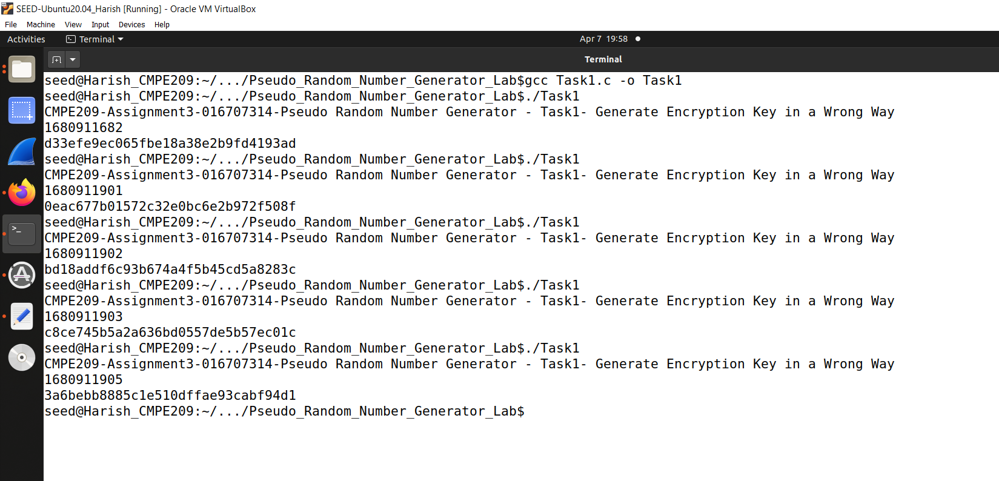 SEED-Ubuntu20.04_Harish [Running] - Oracle VM VirtualBox
File Machine View Input Devices Help
Activities Terminal Apr 7 19:58
Terminal
seed@Harish_CMPE209:~/.../Pseudo_Random_Number_Generator_Lab$gcc Task1.c -o Task1
seed@Harish_CMPE209:~/.../Pseudo_Random_Number_Generator_Lab$./Task1
CMPE209-Assignment3-016707314-Pseudo Random Number Generator - Task1- Generate Encryption Key in a Wrong Way
1680911682
d33efe9ec065fbe18a38e2b9fd4193ad
seed@Harish_CMPE209:~/.../Pseudo_Random_Number_Generator_Lab$./Task1
CMPE209-Assignment3-016707314-Pseudo Random Number Generator - Task1- Generate Encryption Key in a Wrong Way
1680911901
0eac677b01572c32e0bc6e2b972f508f
seed@Harish_CMPE209:~/.../Pseudo_Random_Number_Generator_Lab$./Task1
CMPE209-Assignment3-016707314-Pseudo Random Number Generator - Task1- Generate Encryption Key in a Wrong Way
1680911902
bd18addf6c93b674a4f5b45cd5a8283c
seed@Harish_CMPE209:~/.../Pseudo_Random_Number_Generator_Lab$./Task1
CMPE209-Assignment3-016707314-Pseudo Random Number Generator - Task1- Generate Encryption Key in a Wrong Way
1680911903
c8ce745b5a2a636bd0557de5b57ec01c
seed@Harish_CMPE209:~/.../Pseudo_Random_Number_Generator_Lab$./Task1
CMPE209-Assignment3-016707314-Pseudo Random Number Generator - Task1- Generate Encryption Key in a Wrong Way
1680911905
3a6bebb8885c1e510dffae93cabf94d1
seed@Harish_CMPE209:~/.../Pseudo_Random_Number_Generator_Lab$